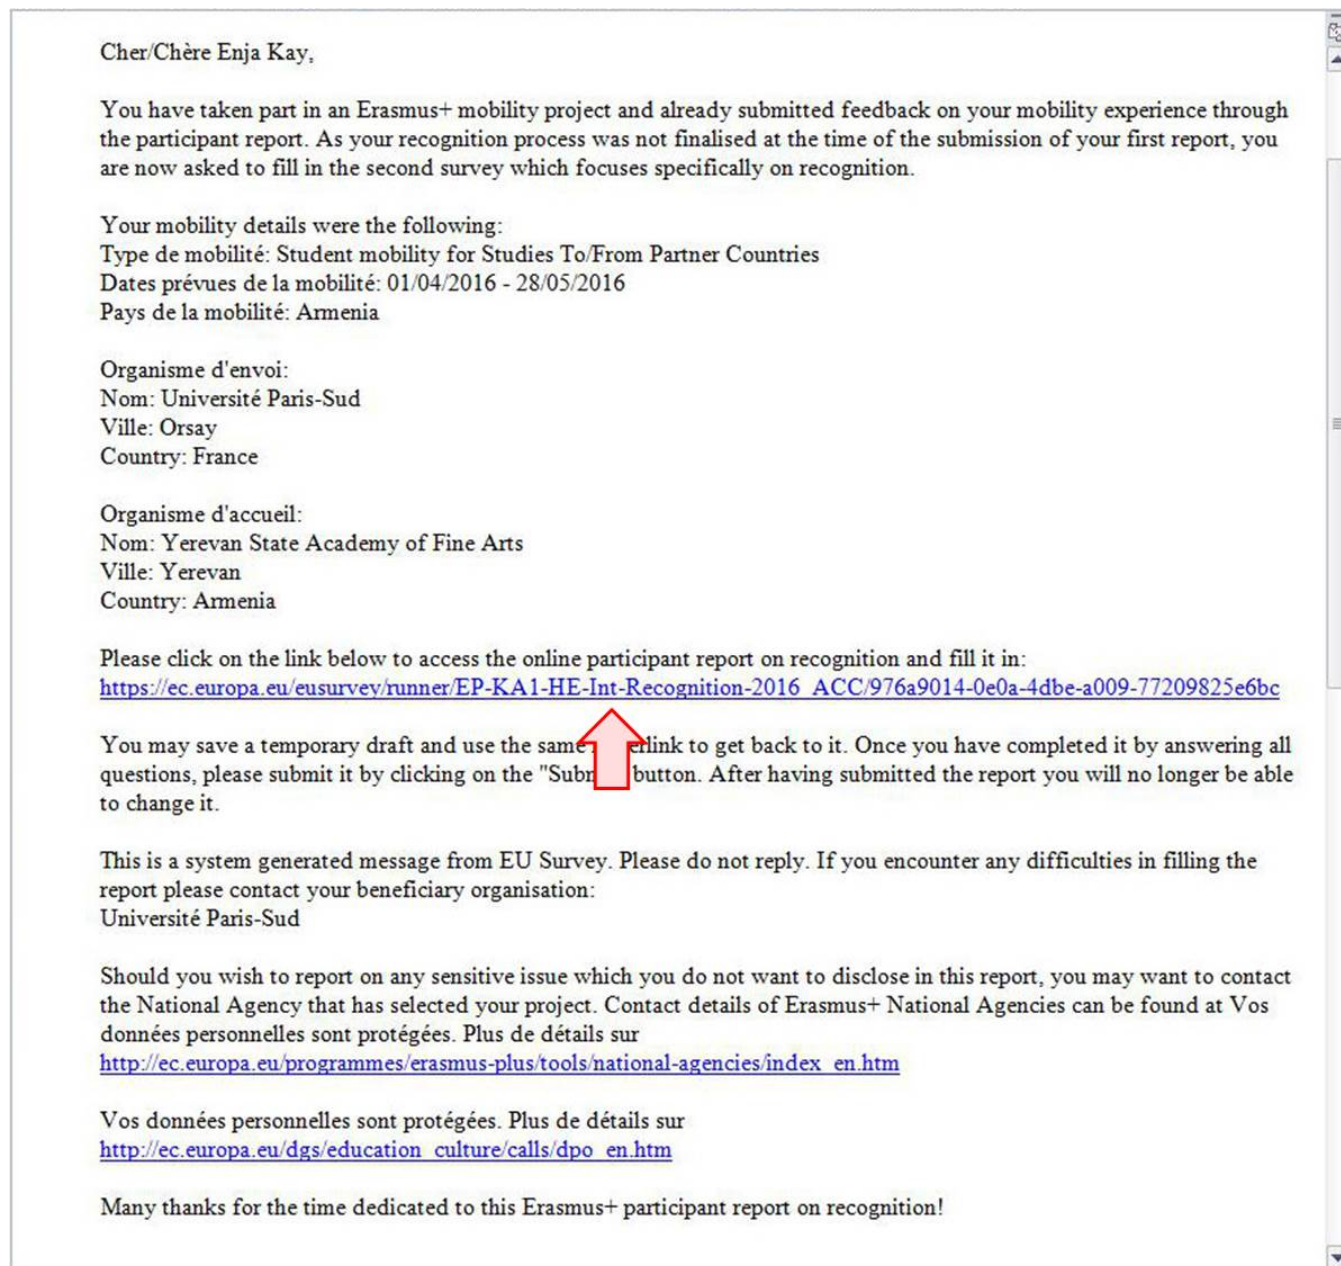 Cher/Chère Enja Kay,
You have taken part in an Erasmus+ mobility project and already submitted feedback on your mobility experience through
the participant report. As your recognition process was not finalised at the time of the submission of your first report, you
are now asked to fill in the second survey which focuses specifically on recognition.
Your mobility details were the following:
Type de mobilité: Student mobility for Studies To/From Partner Countries
Dates prévues de la mobilité: 01/04/2016 - 28/05/2016
Pays de la mobilité: Armenia
Organisme d'envoi:
Nom: Université Paris-Sud
Ville: Orsay
Country: France
Organisme d'accueil:
Nom: Yerevan State Academy of Fine Arts
Ville: Yerevan
Country: Armenia
Please click on the link below to access the online participant report on recognition and fill it in:
https://ec.europa.eu/eusurvey/runner/EP-KA1-HE-Int-Recognition-2016_ACC/976a9014-0e0a-4dbe-a009-77209825e6bc
You may save a temporary draft and use the same link to get back to it. Once you have completed it by answering all
questions, please submit it by clicking on the "Subm button. After having submitted the report you will no longer be able
to change it.
This is a system generated message from EU Survey. Please do not reply. If you encounter any difficulties in filling the
report please contact your beneficiary organisation:
Université Paris-Sud
Should you wish to report on any sensitive issue which you do not want to disclose in this report, you may want to contact
the National Agency that has selected your project. Contact details of Erasmus+ National Agencies can be found at Vos
données personnelles sont protégées. Plus de détails sur
http://ec.europa.eu/programmes/erasmus-plus/tools/national-agencies/index_en.htm
Vos données personnelles sont protégées. Plus de détails sur
http://ec.europa.eu/dgs/education_culture/calls/dpo_en.htm
Many thanks for the time dedicated to this Erasmus+ participant report on recognition!